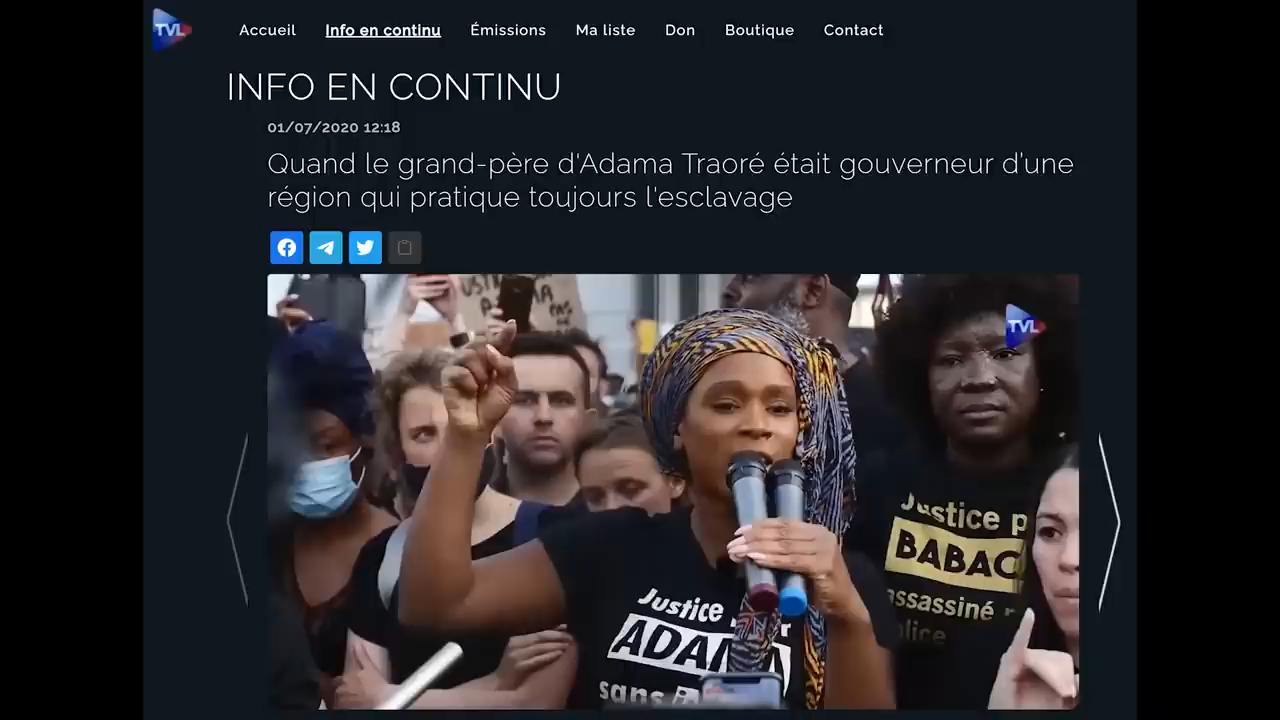 TVL
Accueil
Info en continu
Émissions
Ma liste
Don
Boutique
Contact
INFO EN CONTINU
01/07/2020 12:18
Quand le grand-père d'Adama Traoré était gouverneur d'une
région qui pratique toujours l'esclavage
TVL
Justice
ADAMA
sans
Justice p
BABAC
assassiné